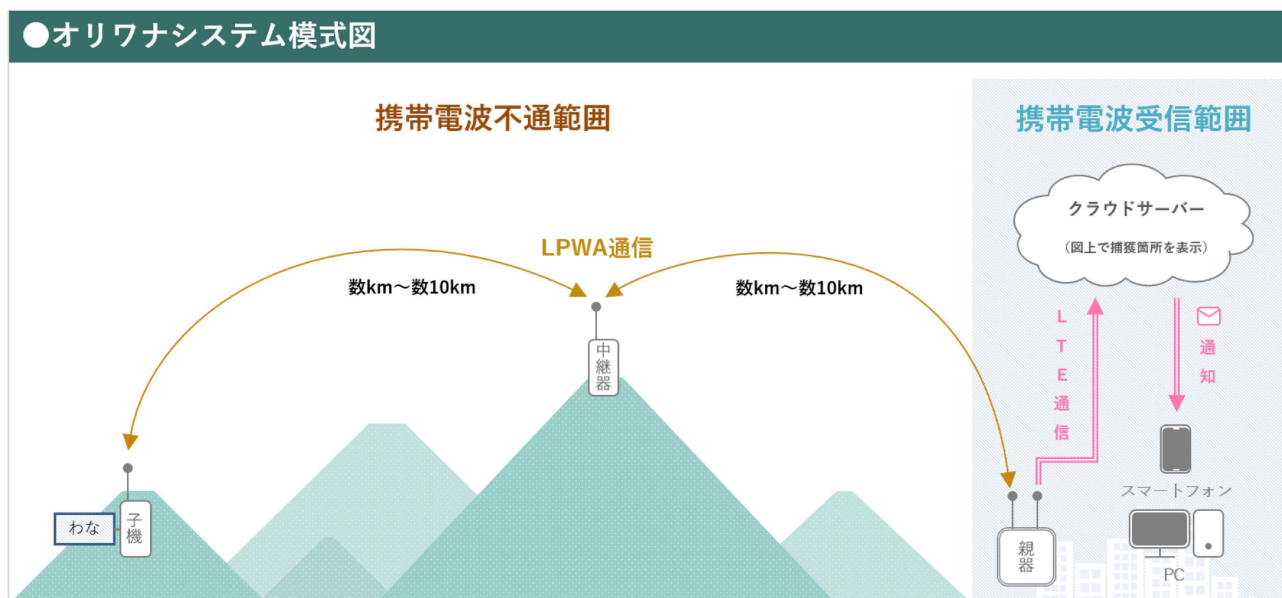 ●オリワナシステム模式図
携帯電波不通範囲
携帯電波受信範囲
クラウドサーバー
（図上で捕獲箇所を表示）
LPWA通信
数km～数10km
数km～数10km
中継器
LTE通信
通知
わな
子機
親器
スマートフォン
PC